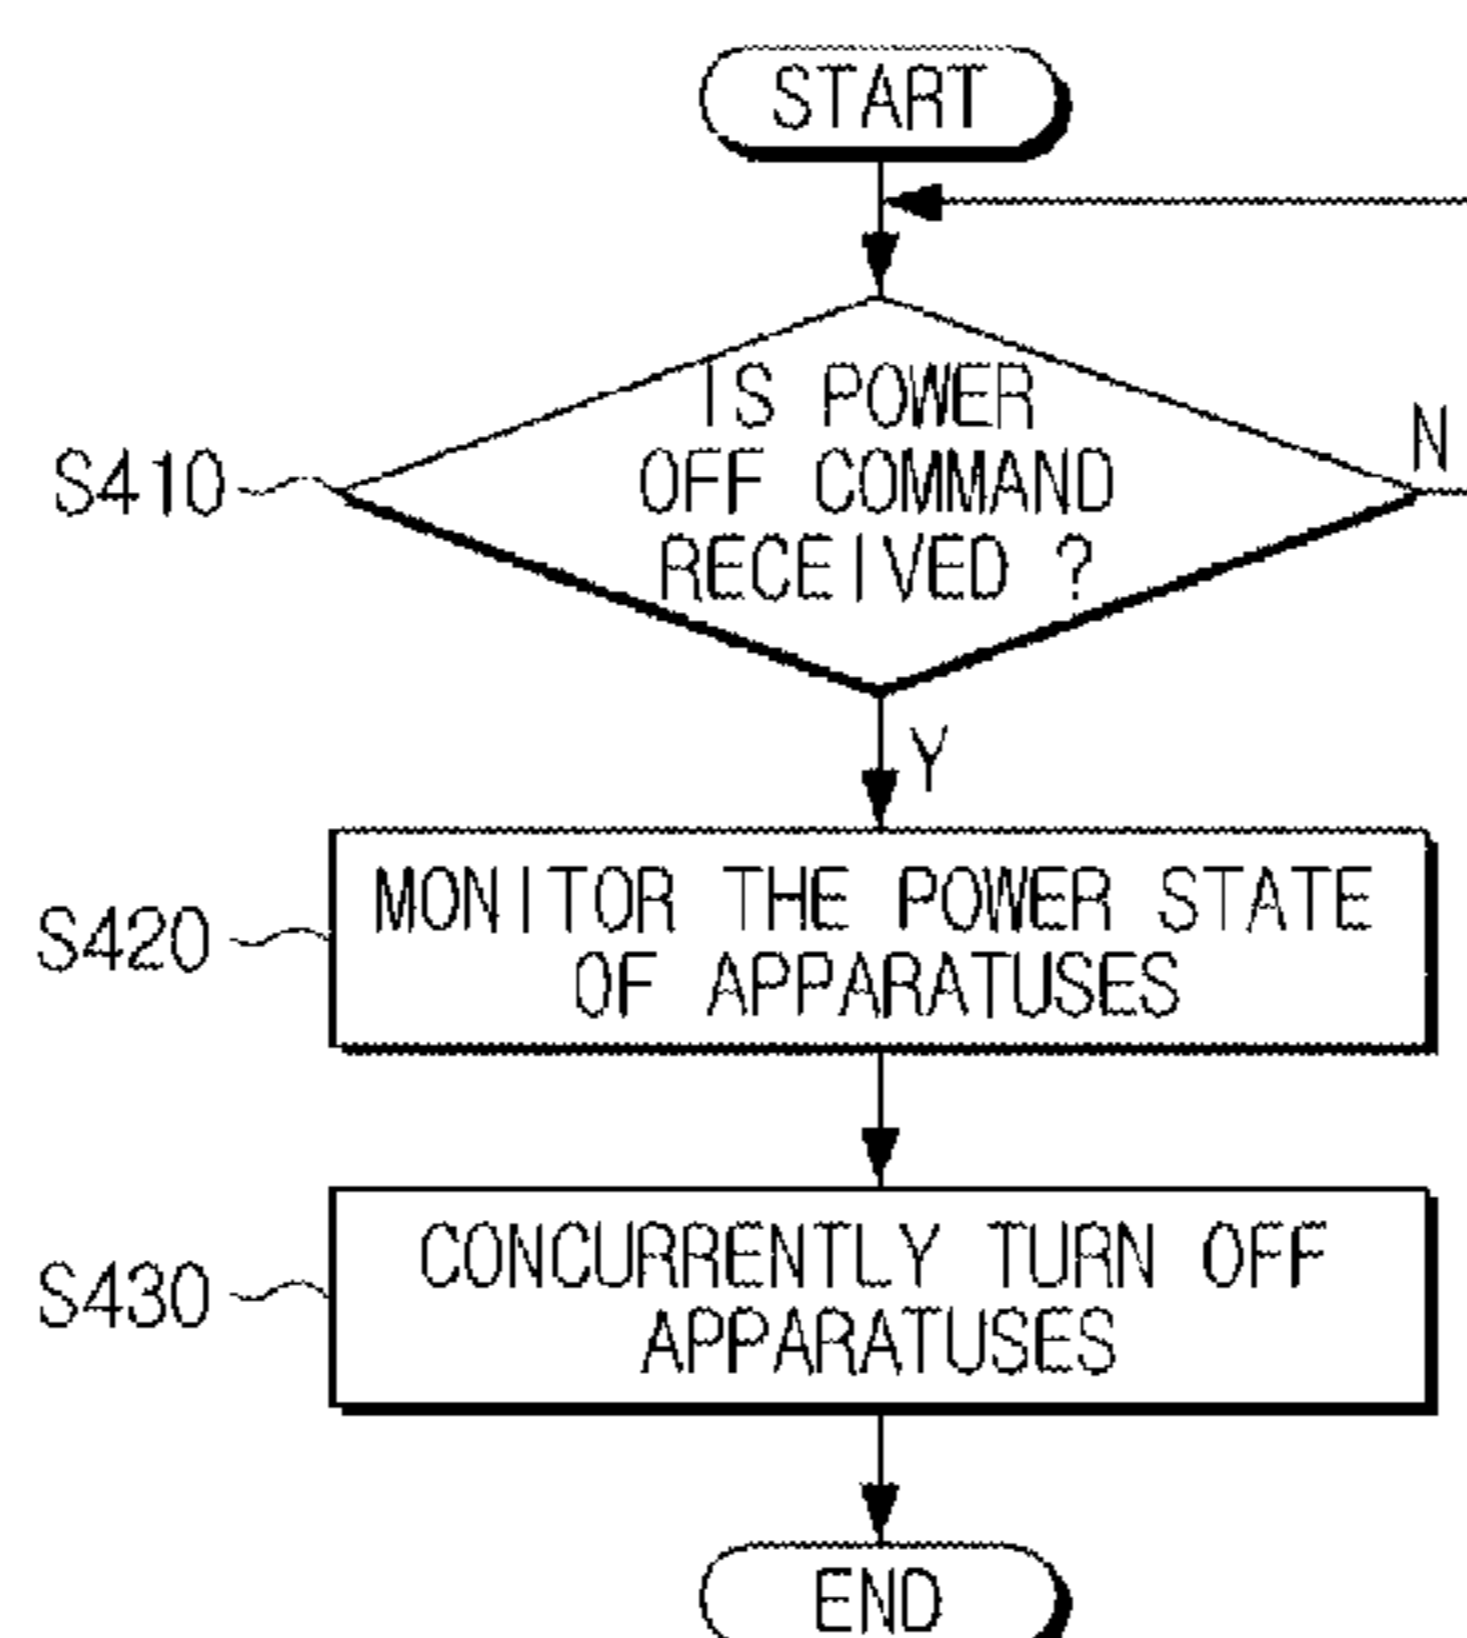 START
IS POWER
OFF COMMAND
RECEIVED ?
N
S410
Y
MONITOR THE POWER STATE
OF APPARATUSES
S420
CONCURRENTLY TURN OFF
APPARATUSES
S430
END